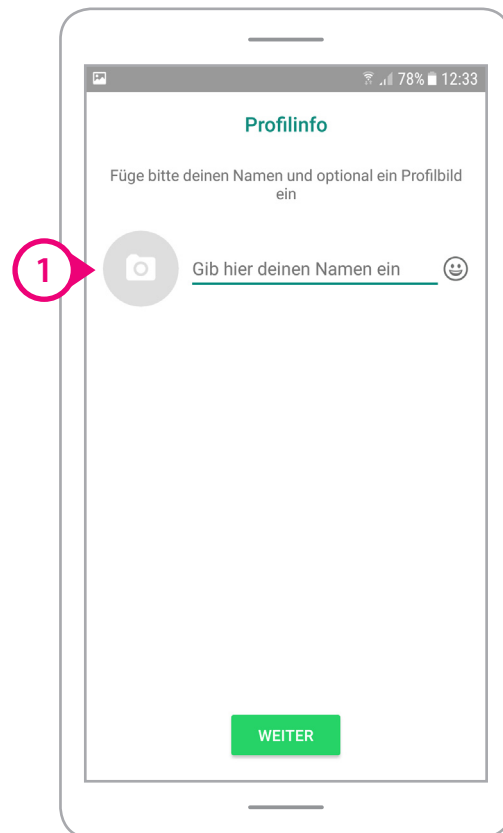 78% 12:33
Profilinfo
Füge bitte deinen Namen und optional ein Profilbild
ein
1
Gib hier deinen Namen ein
WEITER